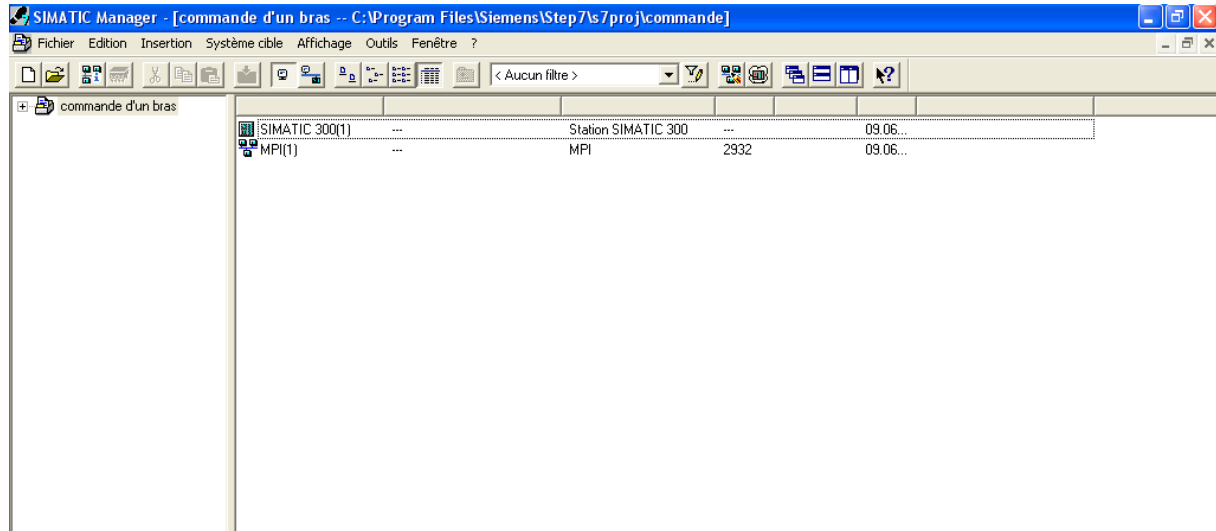 SIMATIC Manager - [commande d'un bras -- C:\Program Files\Siemens\Step7\s7proj\commande]
Fichier Edition Insertion Système cible Affichage Outils Fenêtre ?
< Aucun filtre >
commande d'un bras
SIMATIC 300(1) --- Station SIMATIC 300 --- 09.06...
MPI(1) --- MPI 2932 09.06...